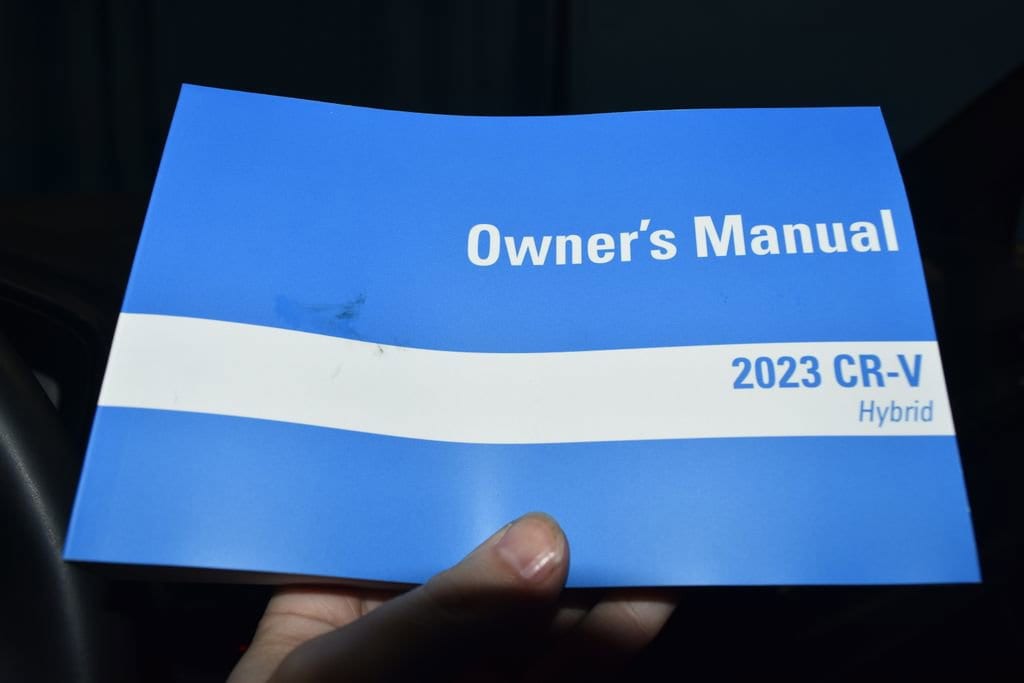 Owner's Manual
2023 CR-V
Hybrid